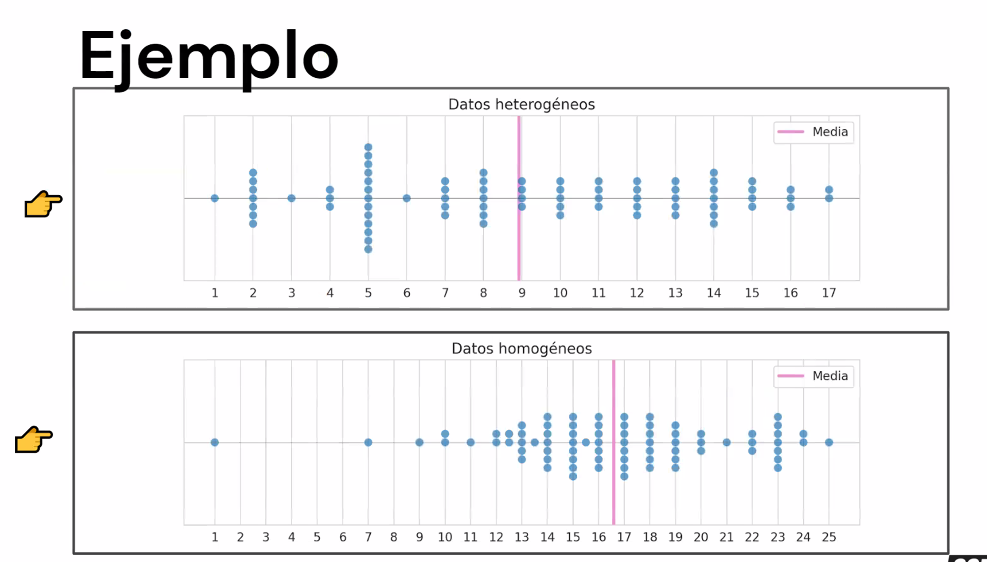 Ejemplo
Datos heterogéneos
Media
1 2 3 4 5 6 7 8 9 10 11 12 13 14 15 16 17
Datos homogéneos
Media
1 2 3 4 5 6 7 8 9 10 11 12 13 14 15 16 17 18 19 20 21 22 23 24 25